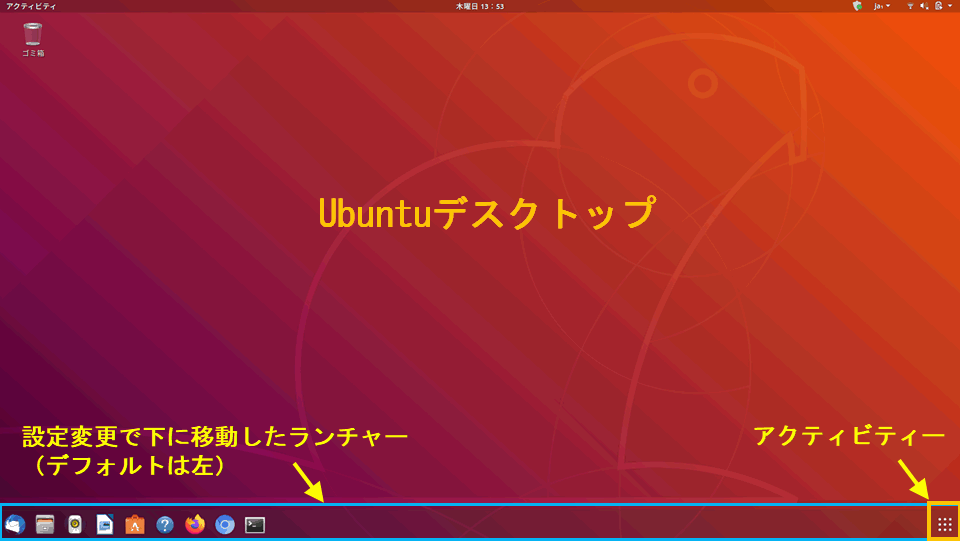 アクティビティ
木曜日 13：53
ja₁
ゴミ箱
Ubuntuデスクトップ
設定変更で下に移動したランチャー
（デフォルトは左）
アクティビティー